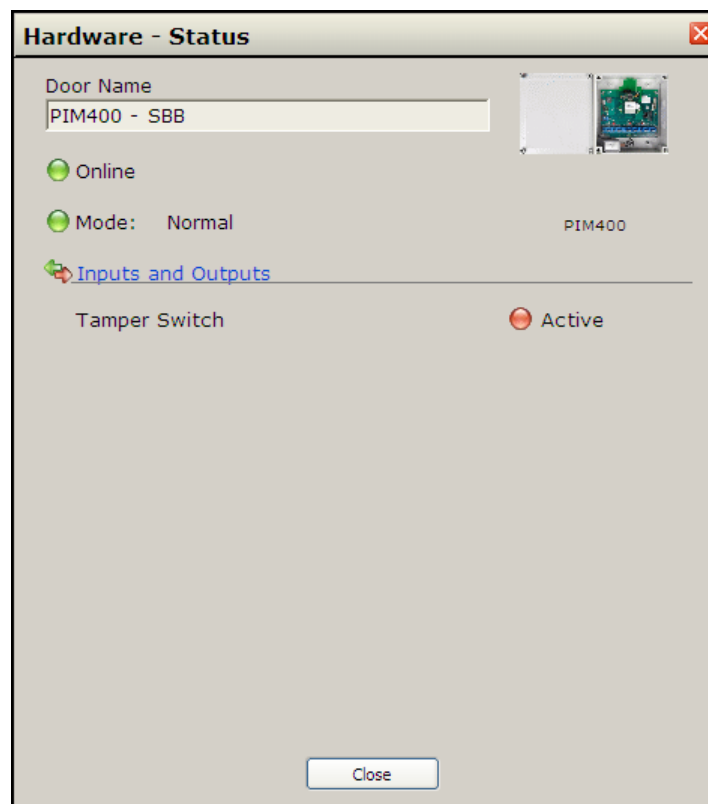 Hardware - Status
Door Name
PIM400 - SBB
Online
Mode: Normal
PIM400
Inputs and Outputs
Tamper Switch
Active
Close